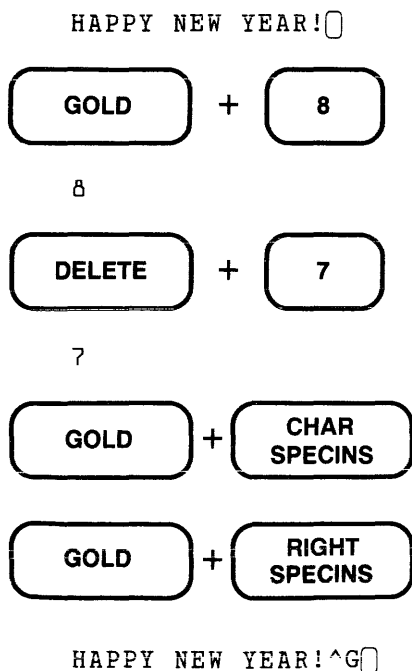 HAPPY NEW YEAR!
GOLD + 8
8
DELETE + 7
7
GOLD + CHAR SPECINS
GOLD + RIGHT SPECINS
HAPPY NEW YEAR!^G